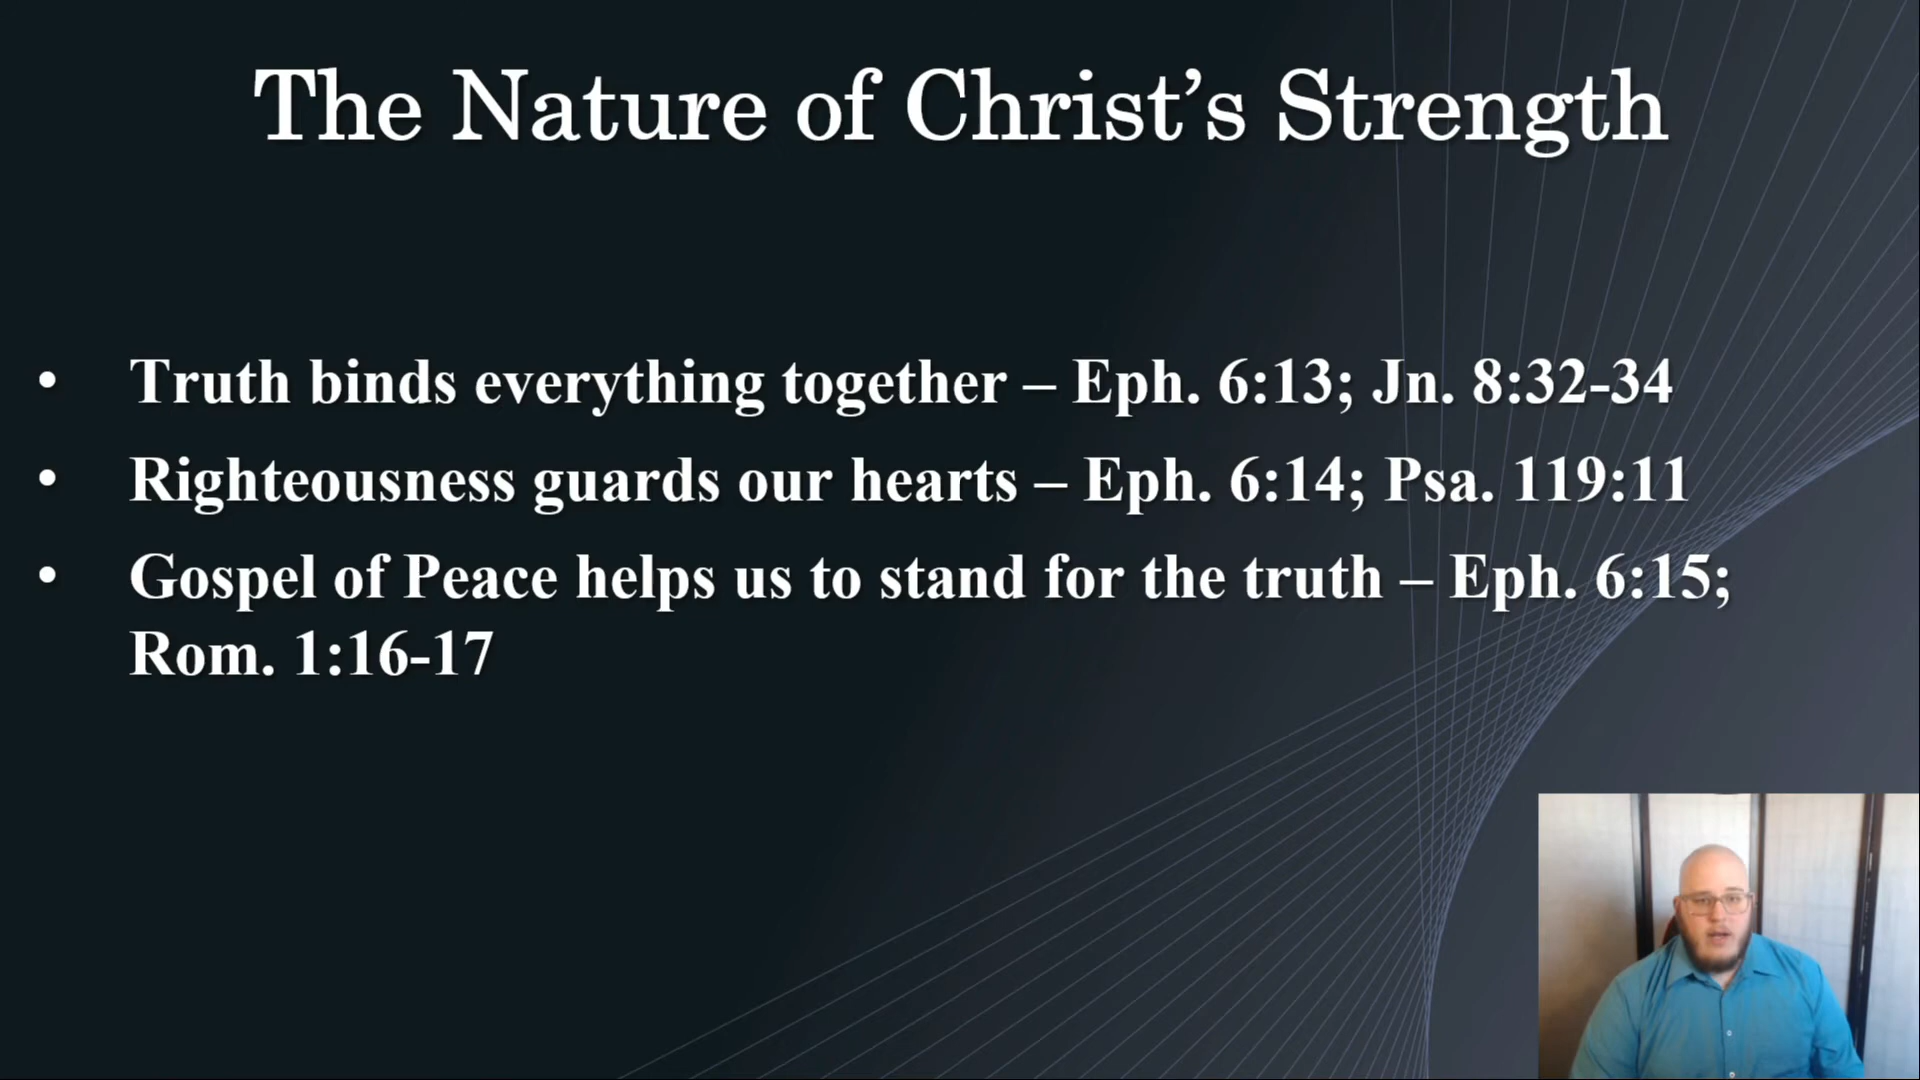 The Nature of Christ’s Strength
• Truth binds everything together – Eph. 6:13; Jn. 8:32-34
• Righteousness guards our hearts – Eph. 6:14; Psa. 119:11
• Gospel of Peace helps us to stand for the truth – Eph. 6:15;
Rom. 1:16-17